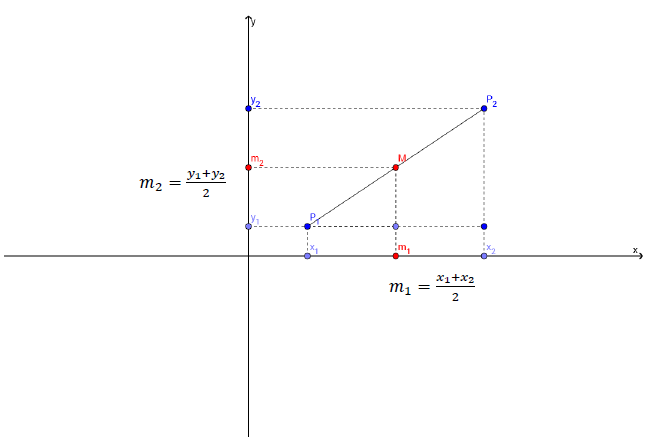 y
y₂
P₂
m₂
M
m₂ = (y₁+y₂)/2
y₁
P₁
x
x₁
m₁
x₂
m₁ = (x₁+x₂)/2